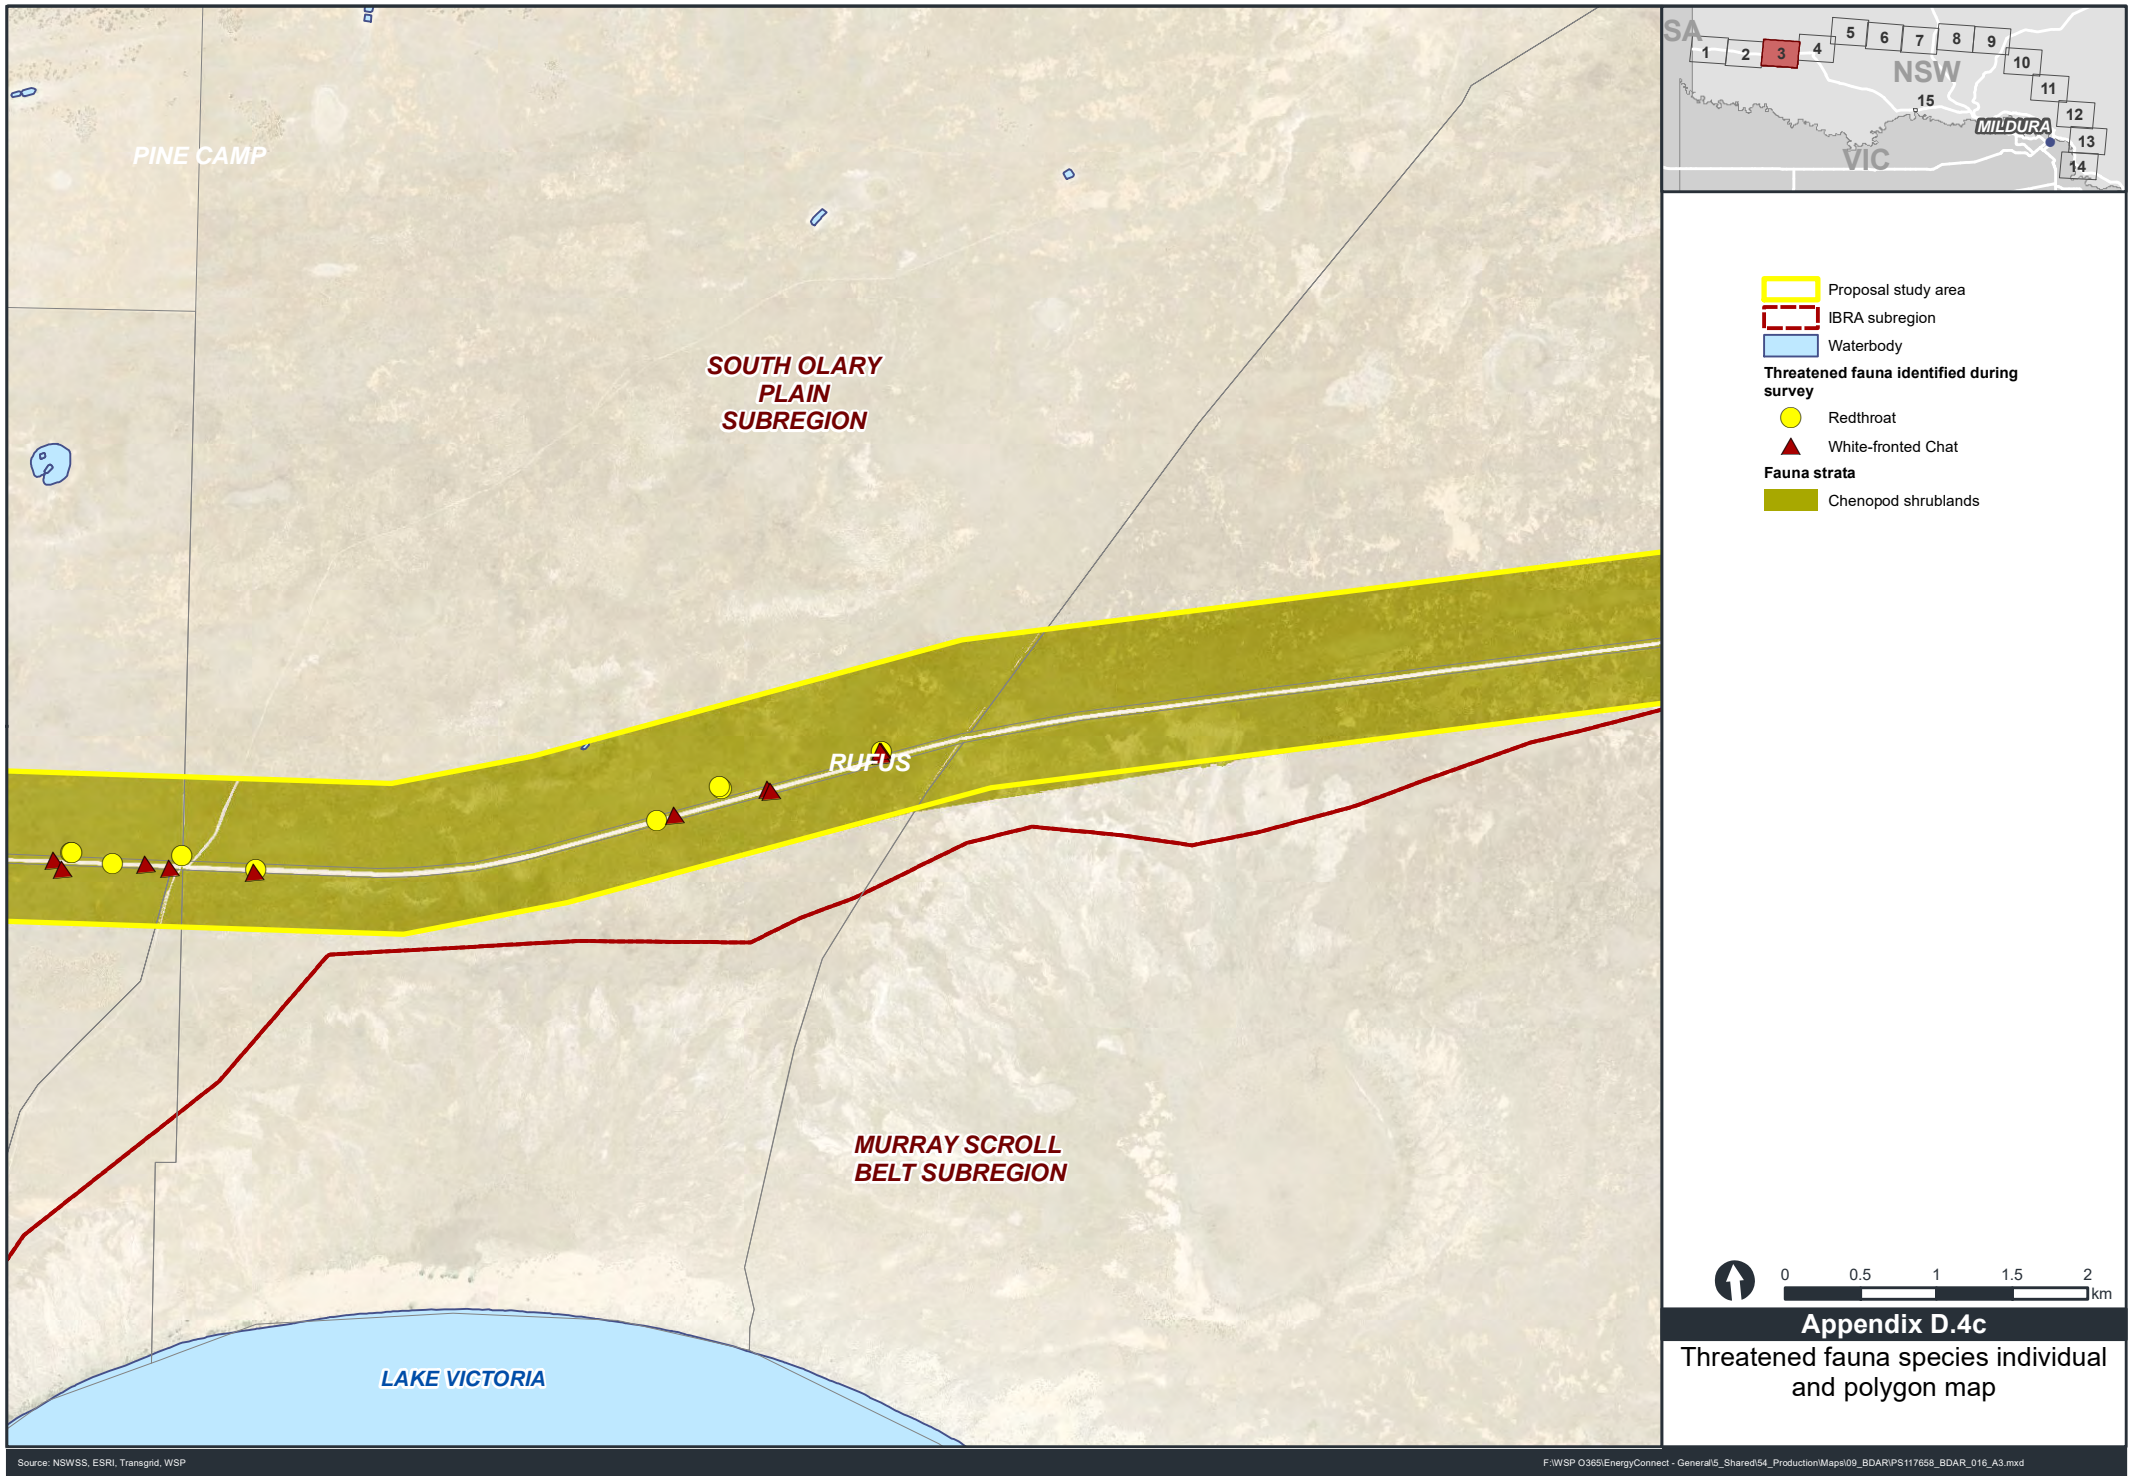 PINE CAMP
SOUTH OLARY
PLAIN
SUBREGION
RUFUS
MURRAY SCROLL
BELT SUBREGION
LAKE VICTORIA
SA
1
2
3
4
5
6
7
8
9
10
11
12
13
14
15
NSW
MILDURA
VIC
Proposal study area
IBRA subregion
Waterbody
Threatened fauna identified during
survey
Redthroat
White-fronted Chat
Fauna strata
Chenopod shrublands
0 0.5 1 1.5 2
km
Appendix D.4c
Threatened fauna species individual
and polygon map
Source: NSWSS, ESRI, Transgrid, WSP
F:\WSP O365\EnergyConnect - General\5_Shared\54_Production\Maps\09_BDAR\PS117658_BDAR_016_A3.mxd